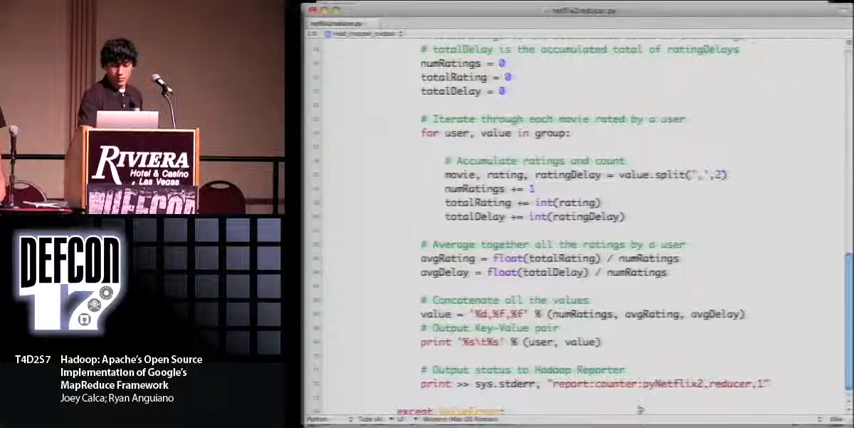 netflix2reducer.py
# totalDelay is the accumulated total of ratingDelays
numRatings = 0
totalRating = 0
totalDelay = 0
# Iterate through each movie rated by a user
for user, value in group:
# Accumulate ratings and count
movie, rating, ratingDelay = value.split(',',2)
numRatings += 1
totalRating += int(rating)
totalDelay += int(ratingDelay)
# Average together all the ratings by a user
avgRating = float(totalRating) / numRatings
avgDelay = float(totalDelay) / numRatings
# Concatenate all the values
value = '%d,%f,%f' % (numRatings, avgRating, avgDelay)
# Output Key-Value pair
print '%s\t%s' % (user, value)
# Output status to Hadoop Reporter
print >> sys.stderr, "report:counter:pyNetflix2,reducer,1"
except ValueError:
RIVIERA
Hotel & Casino
Las Vegas
DEFCON
DEFCON
17
T4D2S7
Hadoop: Apache's Open Source
Implementation of Google's
MapReduce Framework
Joey Calca; Ryan Anguiano